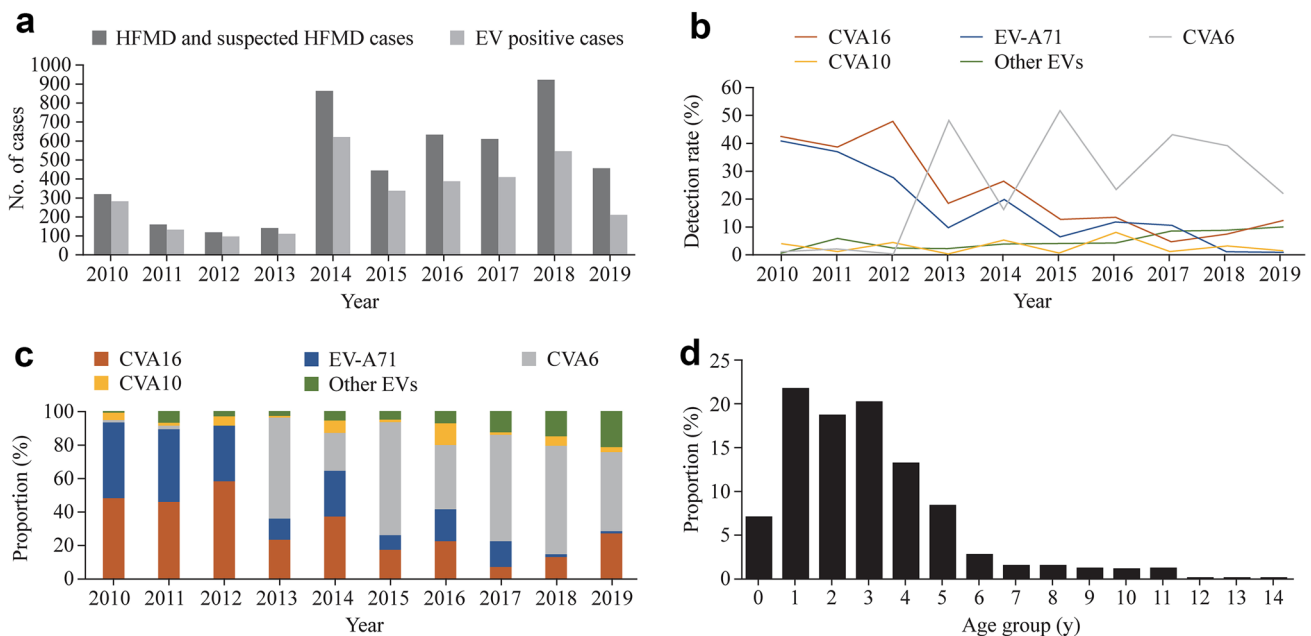 a
HFMD and suspected HFMD cases EV positive cases
1000
900
800
700
600
500
400
300
200
100
0
No. of cases
2010 2011 2012 2013 2014 2015 2016 2017 2018 2019
Year
b
CVA16 EV-A71 CVA6
CVA10 Other EVs
60
50
40
30
20
10
0
Detection rate (%)
2010 2011 2012 2013 2014 2015 2016 2017 2018 2019
Year
c
CVA16 EV-A71 CVA6
CVA10 Other EVs
100
80
60
40
20
0
Proportion (%)
2010 2011 2012 2013 2014 2015 2016 2017 2018 2019
Year
d
25
20
15
10
5
0
Proportion (%)
0 1 2 3 4 5 6 7 8 9 10 11 12 13 14
Age group (y)